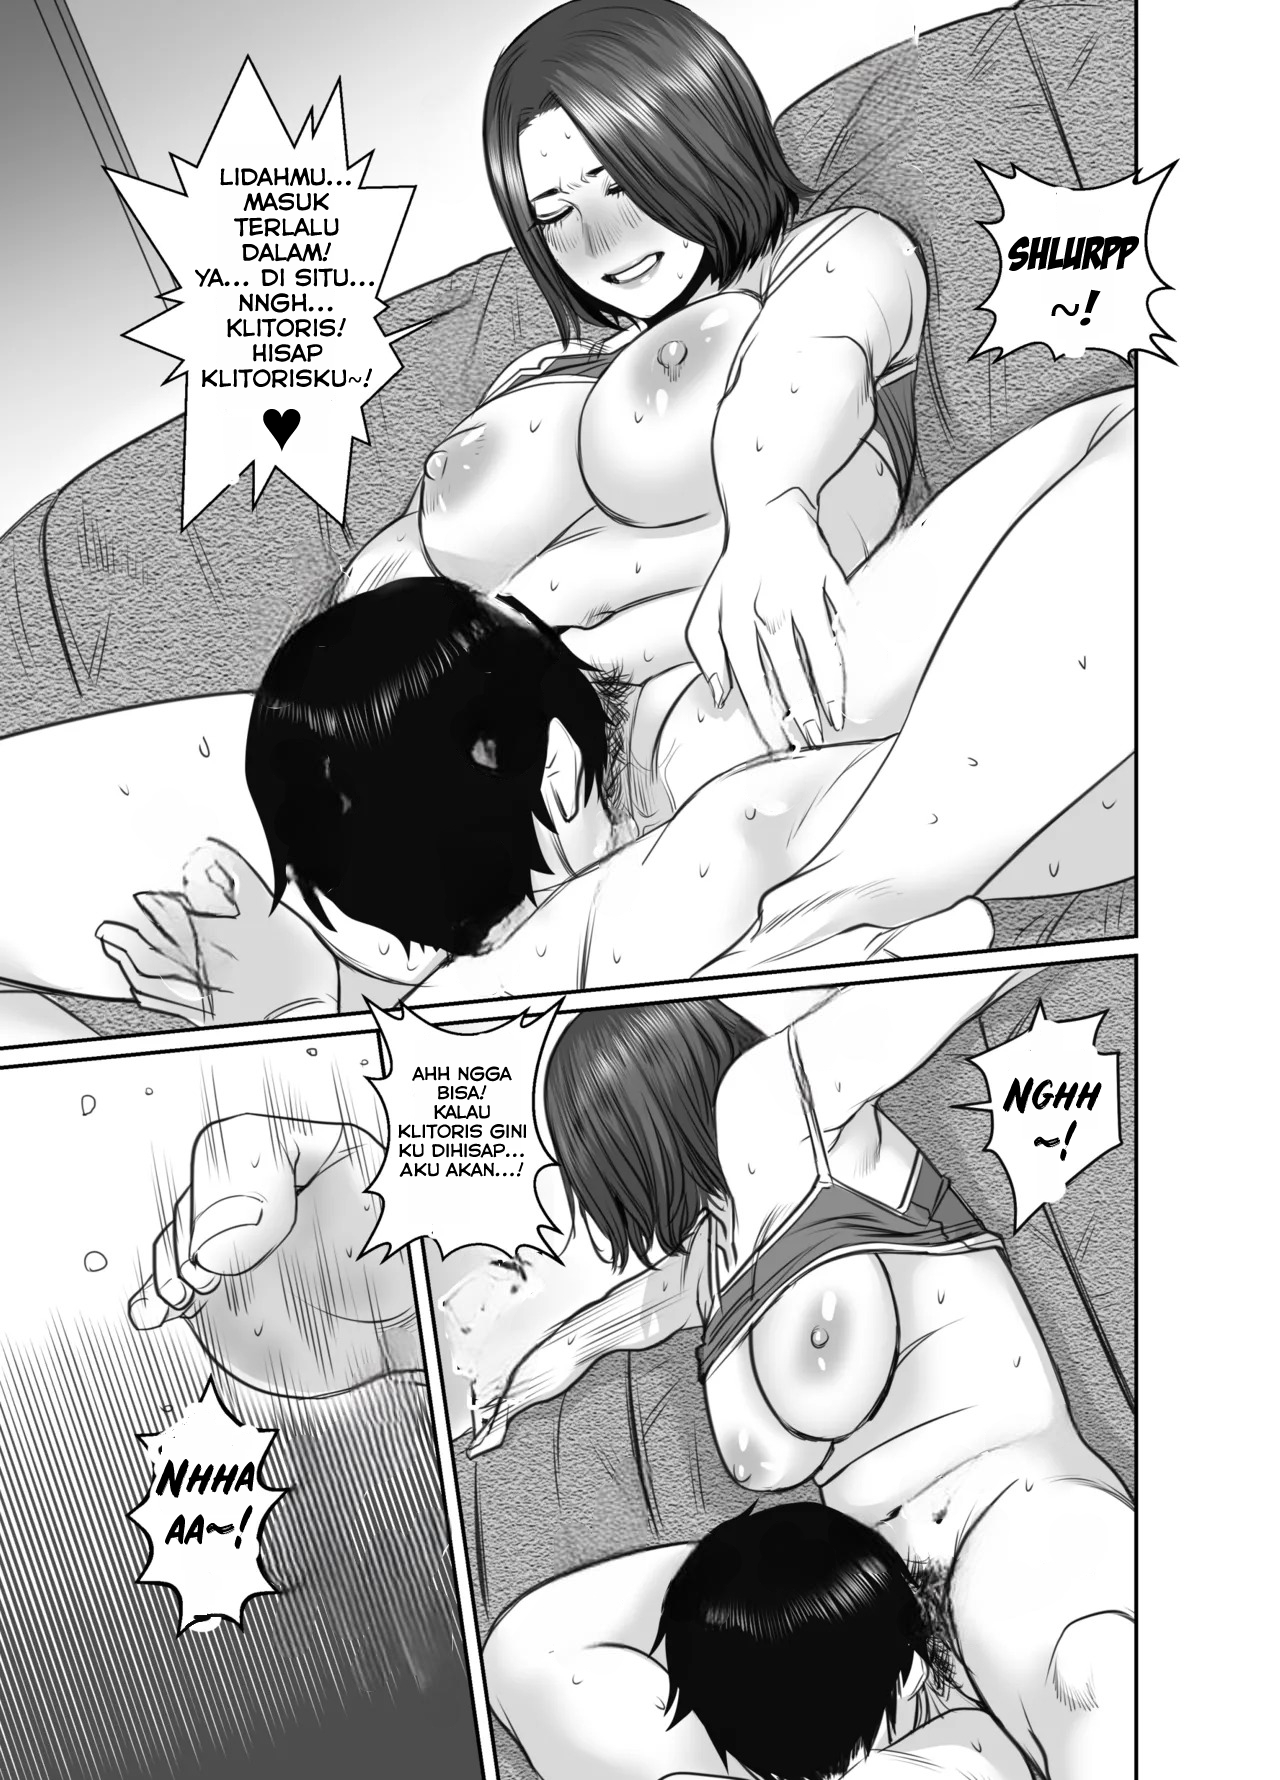 SHLURPP
~!
LIDAHMU...
MASUK
TERLALU
DALAM!
YA... DI SITU...
NNGH...
KLITORIS!
HISAP
KLITORISKU~!
♥
NGHH
~!
AHH NGGA
BISA!
KALAU
KLITORIS GINI
KU DIHISAP...
AKU AKAN...!
NHHA
AA~!